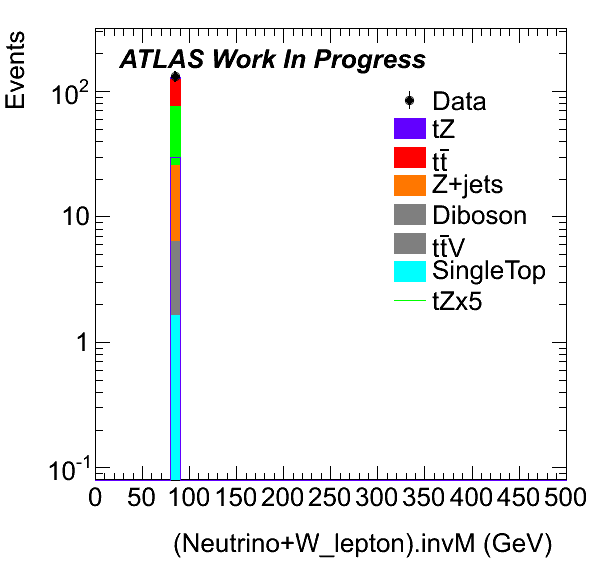 Events
ATLAS Work In Progress
10²
10
1
10⁻¹
Data
tZ
tt̄
Z+jets
Diboson
tt̄V
SingleTop
tZx5
0 50 100 150 200 250 300 350 400 450 500
(Neutrino+W_lepton).invM (GeV)